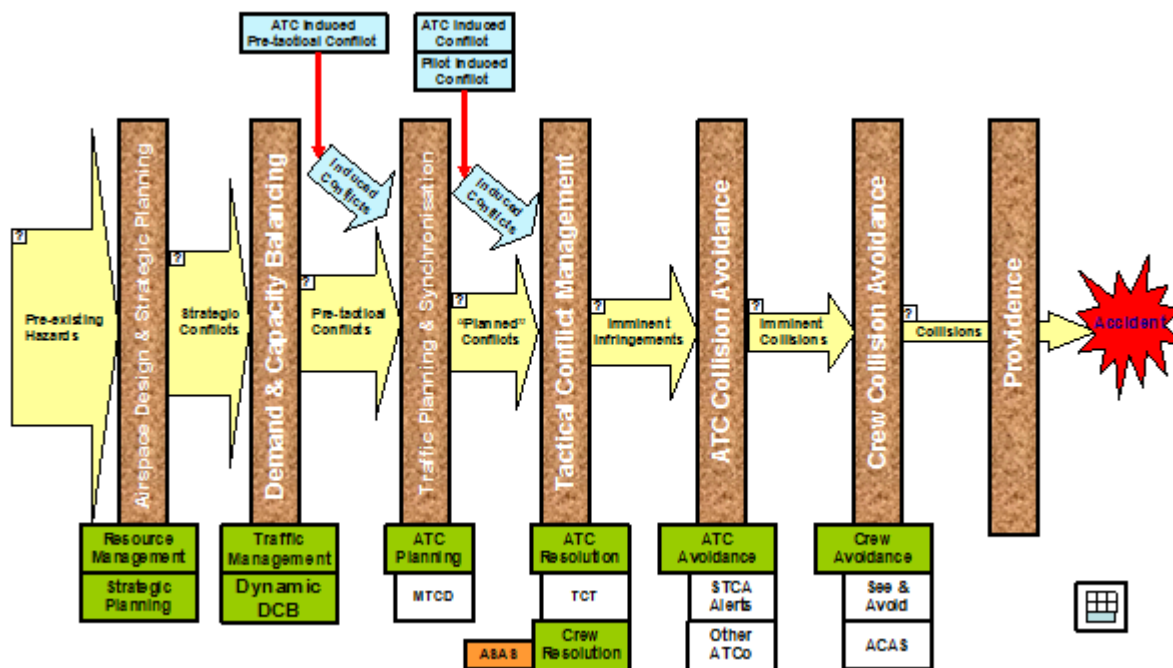 ATC Induced
Pre-tactical Conflict
ATC Induced
Conflict
Pilot Induced
Conflict
Induced
Conflicts
Induced
Conflicts
Airspace Design & Strategic Planning
Demand & Capacity Balancing
Traffic Planning & Synchronisation
Tactical Conflict Management
ATC Collision Avoidance
Crew Collision Avoidance
Providence
?
Pre-existing
Hazards
?
Strategic
Conflicts
?
Pre-tactical
Conflicts
?
“Planned”
Conflicts
?
Imminent
Infringements
?
Imminent
Collisions
?
Collisions
Accident
Resource
Management
Strategic
Planning
Traffic
Management
Dynamic
DCB
ATC
Planning
MTCD
ATC
Resolution
TCT
ASAS
Crew
Resolution
ATC
Avoidance
STCA
Alerts
Other
ATCo
Crew
Avoidance
See &
Avoid
ACAS